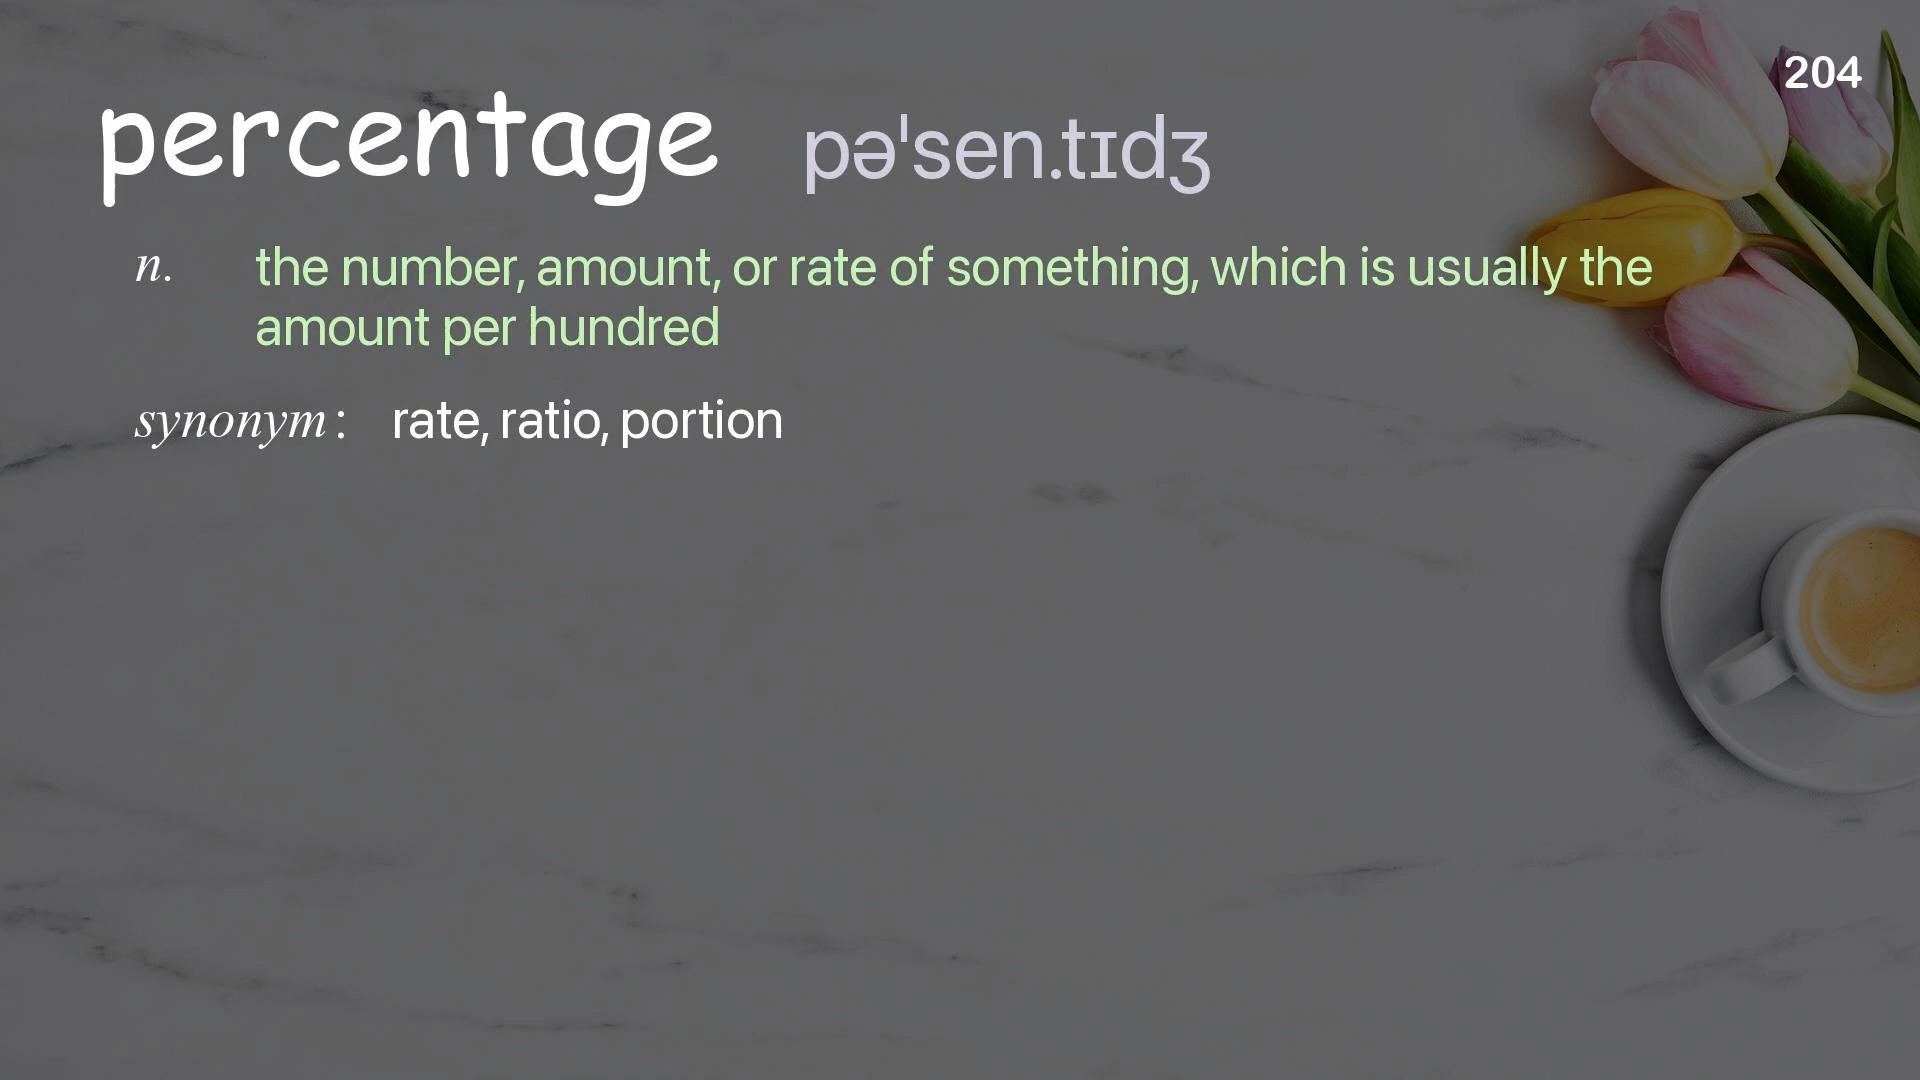 204
percentage pəˈsen.tɪdʒ
n. the number, amount, or rate of something, which is usually the
amount per hundred
synonym: rate, ratio, portion